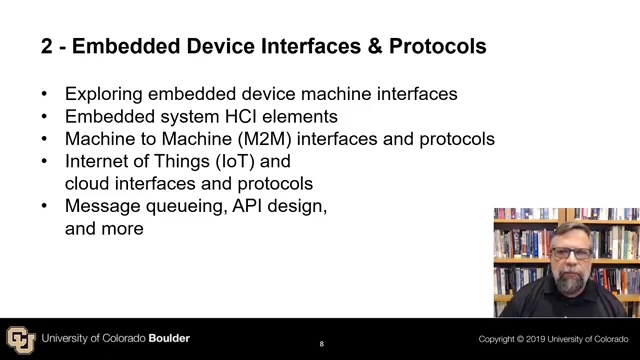 2 - Embedded Device Interfaces & Protocols
• Exploring embedded device machine interfaces
• Embedded system HCI elements
• Machine to Machine (M2M) interfaces and protocols
• Internet of Things (IoT) and
cloud interfaces and protocols
• Message queueing, API design,
and more
CU University of Colorado Boulder
8
Copyright © 2019 University of Colorado